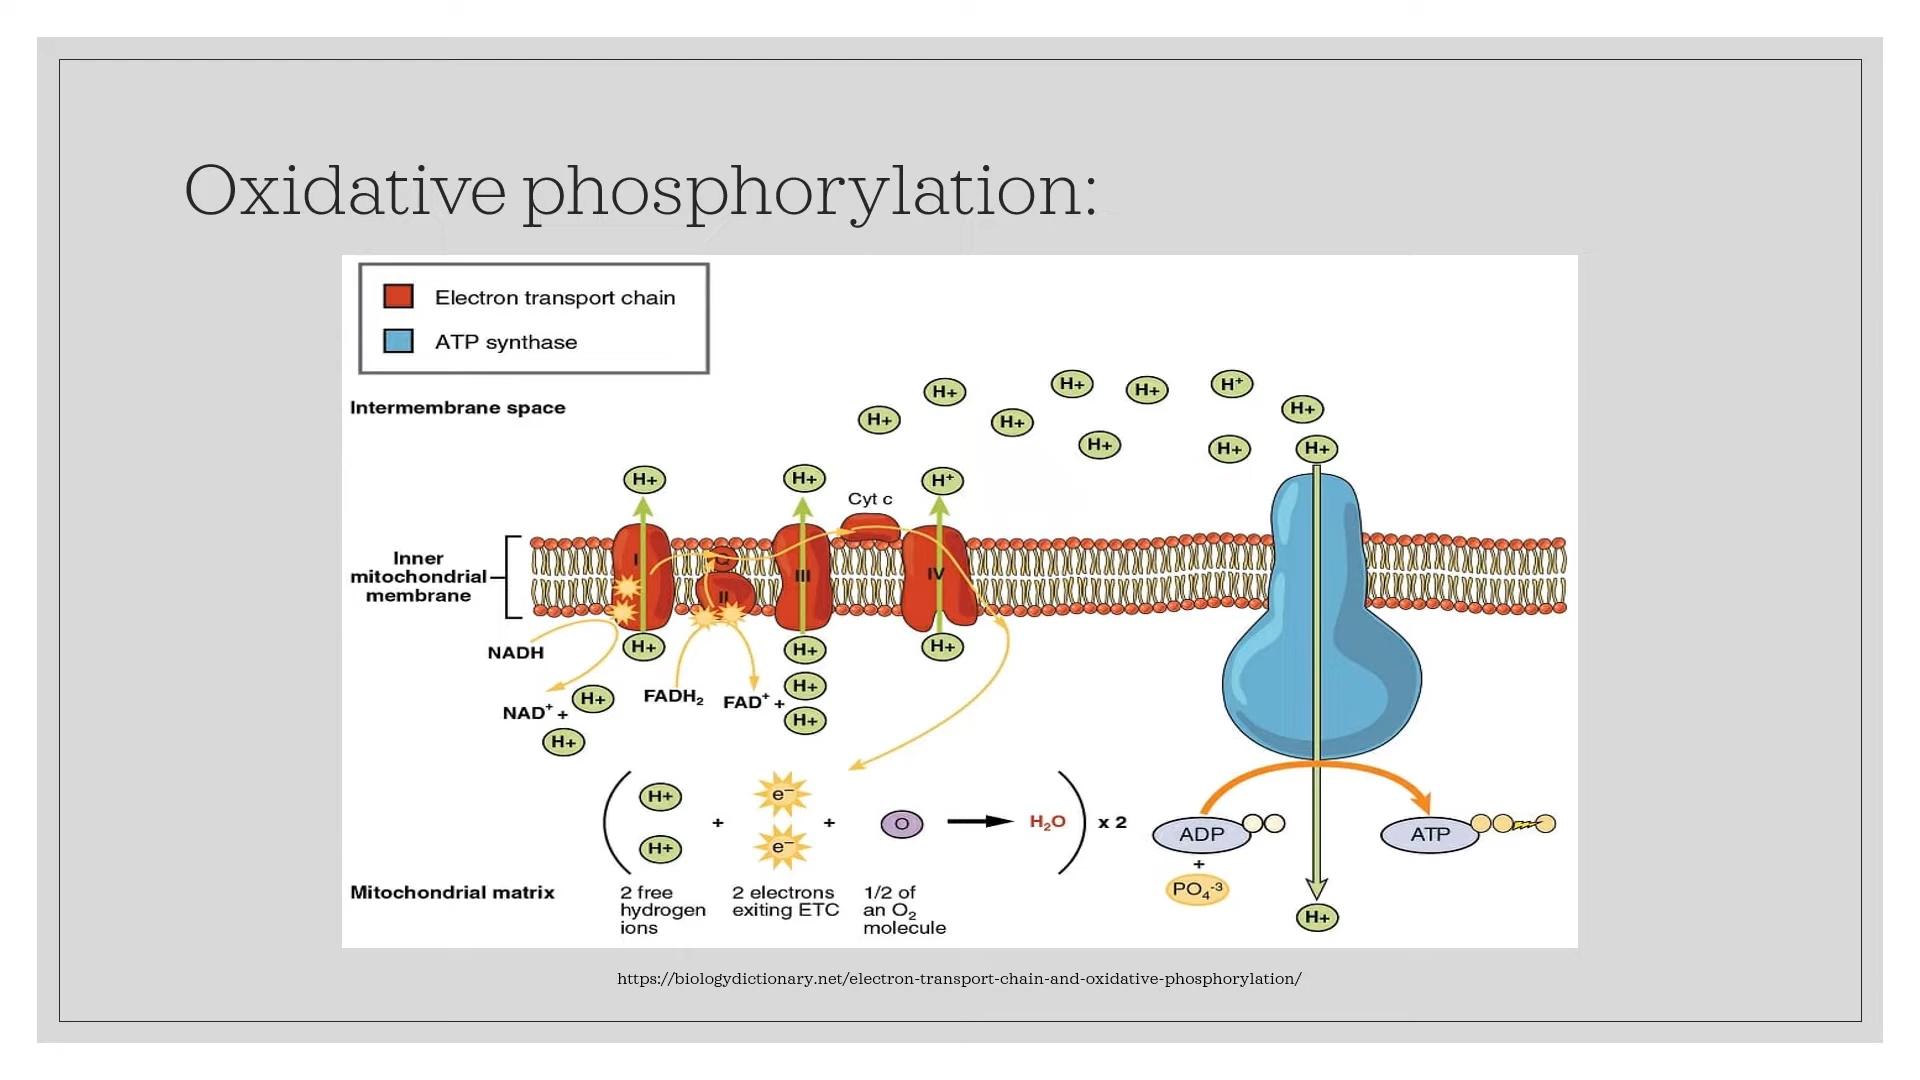 Oxidative phosphorylation:
Electron transport chain
ATP synthase
Intermembrane space
H+
H+
H+
H+
H+
H⁺
H+
H+
H+
H+
H+
H+
H⁺
Cyt c
Inner
mitochondrial
membrane
I
Q
II
III
IV
NADH
H+
H+
H+
NAD⁺ +
H+
H+
FADH₂
FAD⁺ +
H+
H+
H+
H+
+
e⁻
e⁻
+
O
H₂O
x 2
ADP
+
PO₄⁻³
ATP
Mitochondrial matrix
2 free
hydrogen
ions
2 electrons
exiting ETC
1/2 of
an O₂
molecule
H+
https://biologydictionary.net/electron-transport-chain-and-oxidative-phosphorylation/